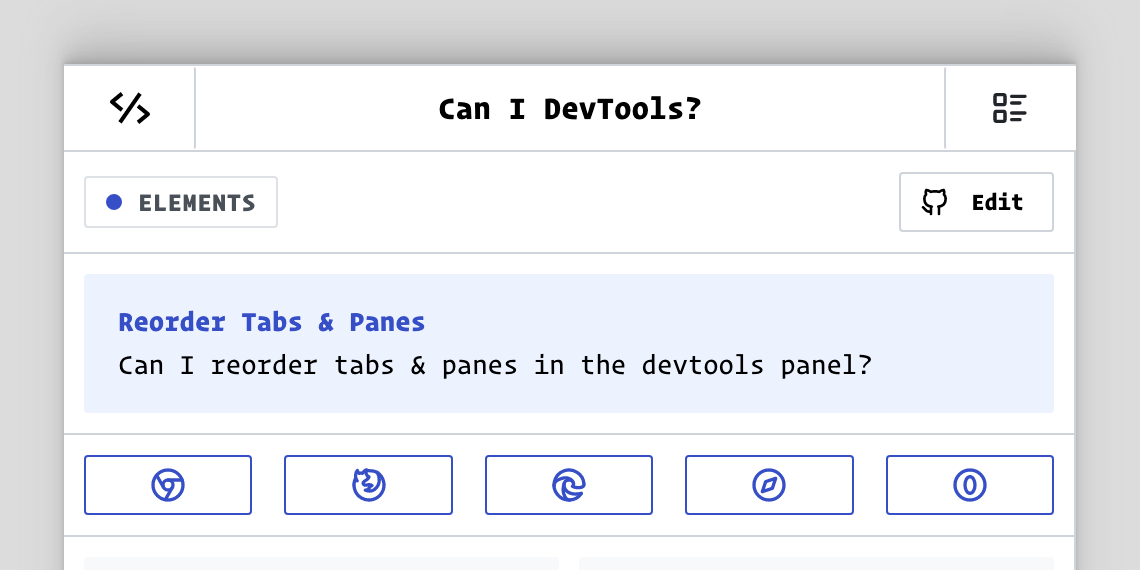 Can I DevTools?
ELEMENTS
Edit
Reorder Tabs & Panes
Can I reorder tabs & panes in the devtools panel?